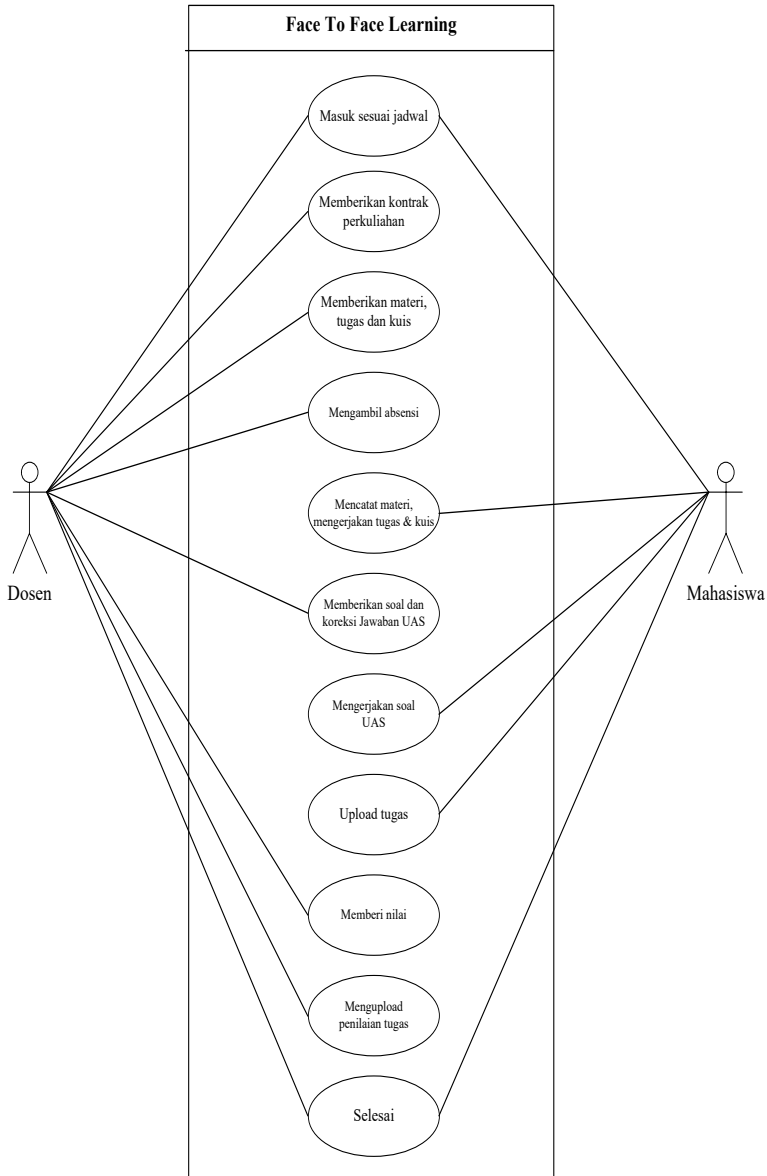 Face To Face Learning
Masuk sesuai jadwal
Memberikan kontrak
perkuliahan
Memberikan materi,
tugas dan kuis
Mengambil absensi
Mencatat materi,
mengerjakan tugas & kuis
Dosen
Mahasiswa
Memberikan soal dan
koreksi Jawaban UAS
Mengerjakan soal
UAS
Upload tugas
Memberi nilai
Mengupload
penilaian tugas
Selesai